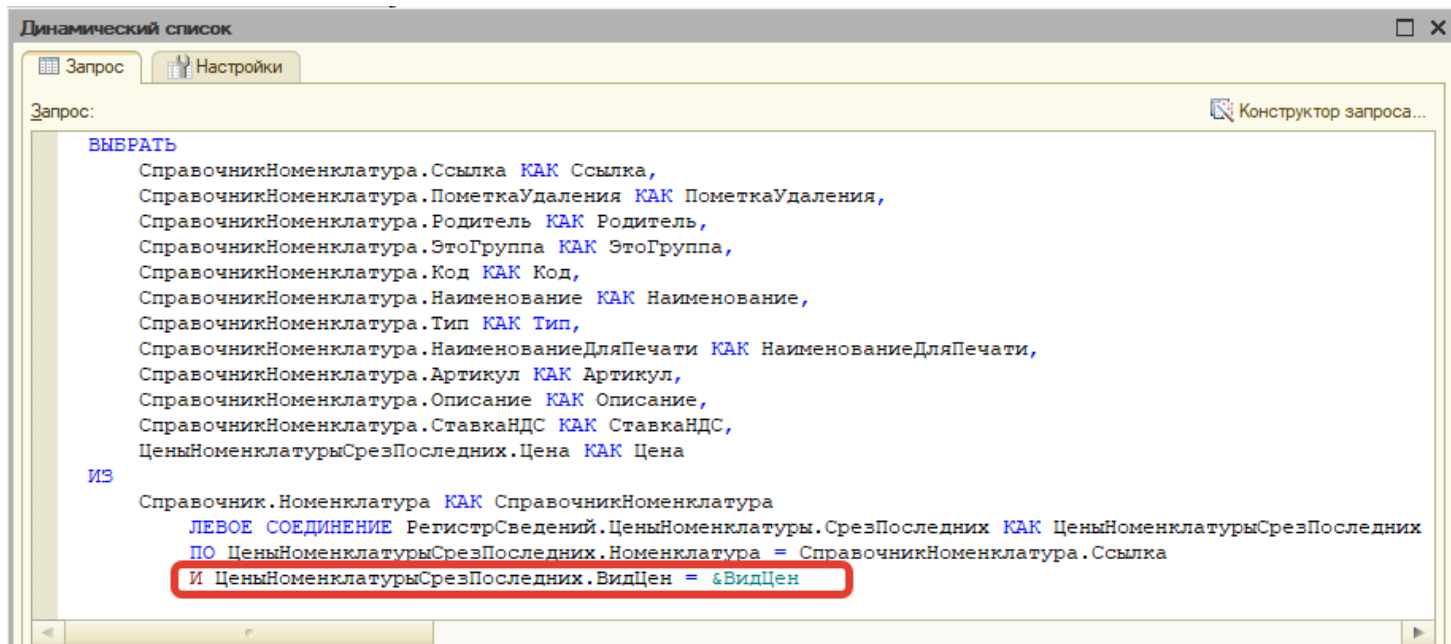 Динамический список
Запрос Настройки
Запрос: Конструктор запроса...
ВЫБРАТЬ
СправочникНоменклатура.Ссылка КАК Ссылка,
СправочникНоменклатура.ПометкаУдаления КАК ПометкаУдаления,
СправочникНоменклатура.Родитель КАК Родитель,
СправочникНоменклатура.ЭтоГруппа КАК ЭтоГруппа,
СправочникНоменклатура.Код КАК Код,
СправочникНоменклатура.Наименование КАК Наименование,
СправочникНоменклатура.Тип КАК Тип,
СправочникНоменклатура.НаименованиеДляПечати КАК НаименованиеДляПечати,
СправочникНоменклатура.Артикул КАК Артикул,
СправочникНоменклатура.Описание КАК Описание,
СправочникНоменклатура.СтавкаНДС КАК СтавкаНДС,
ЦеныНоменклатурыСрезПоследних.Цена КАК Цена
ИЗ
Справочник.Номенклатура КАК СправочникНоменклатура
ЛЕВОЕ СОЕДИНЕНИЕ РегистрСведений.ЦеныНоменклатуры.СрезПоследних КАК ЦеныНоменклатурыСрезПоследних
ПО ЦеныНоменклатурыСрезПоследних.Номенклатура = СправочникНоменклатура.Ссылка
И ЦеныНоменклатурыСрезПоследних.ВидЦен = &ВидЦен